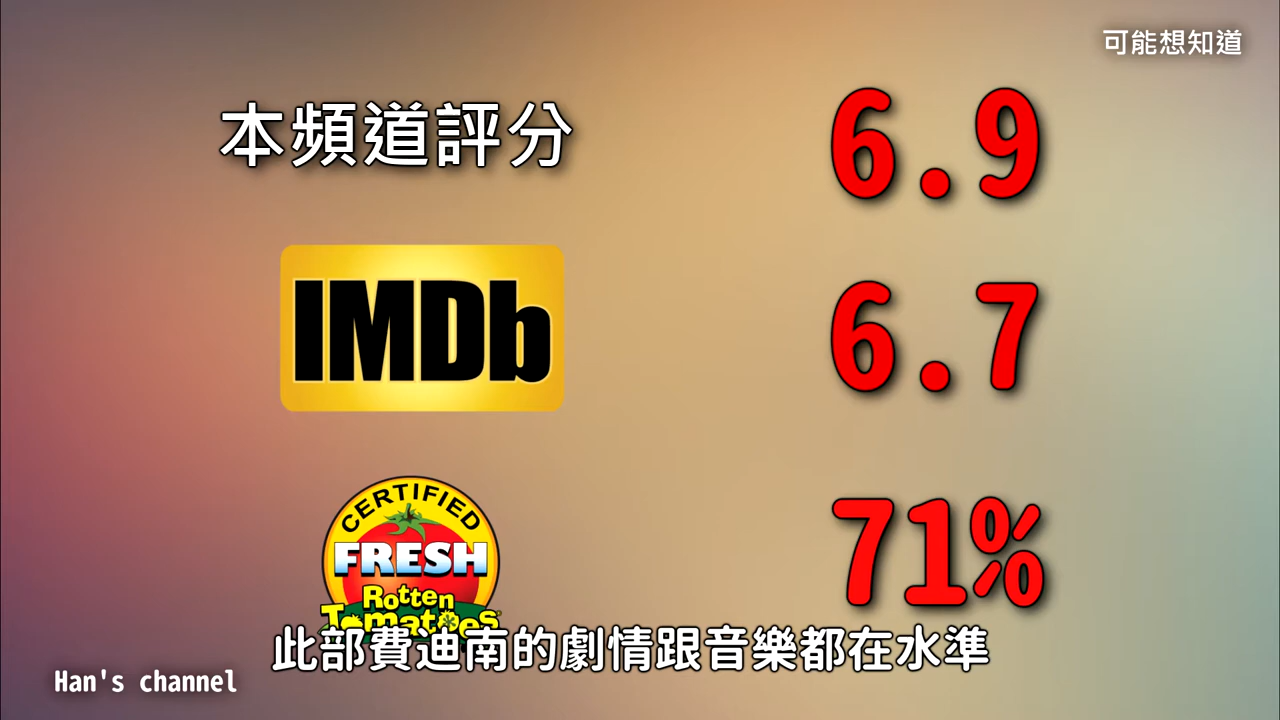 可能想知道
本頻道評分
6.9
IMDb
6.7
CERTIFIED
FRESH
Rotten
Tomatoes
71%
此部費迪南的劇情跟音樂都在水準
Han's channel